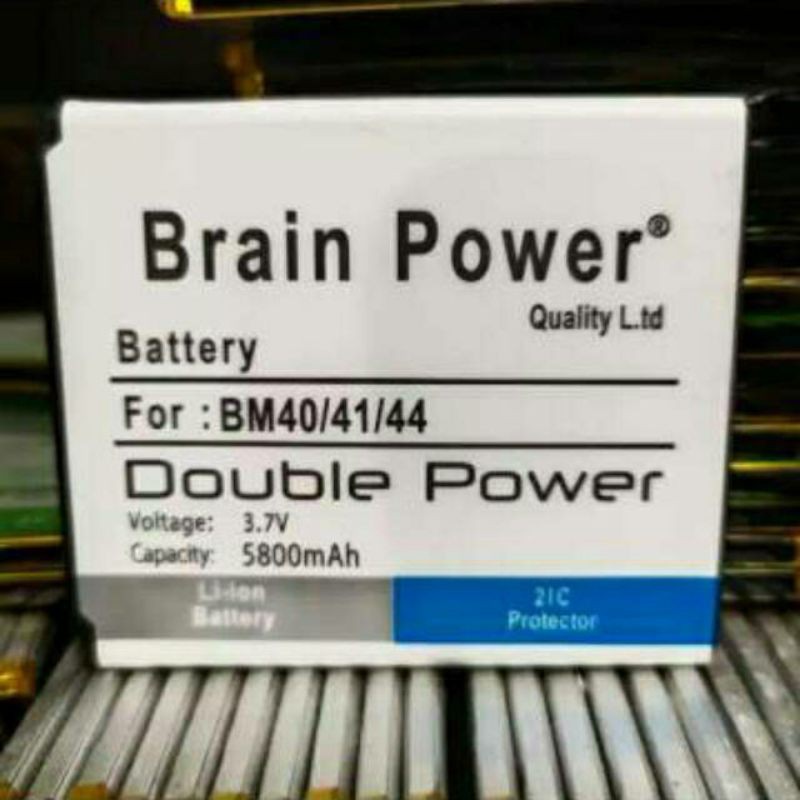 Brain Power®
Quality L.td
Battery
For : BM40/41/44
Double Power
Voltage: 3.7V
Capacity: 5800mAh
Li-ion
Battery
2IC
Protector